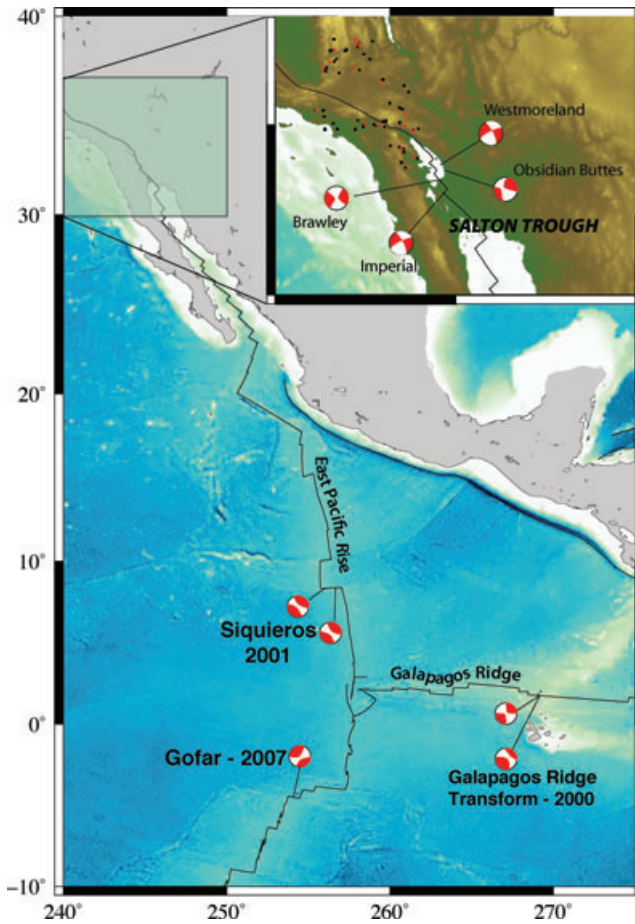 40°
30°
20°
10°
0°
−10°
240°
250°
260°
270°
Westmoreland
Obsidian Buttes
Brawley
SALTON TROUGH
Imperial
East Pacific Rise
Siquieros
2001
Galapagos Ridge
Gofar - 2007
Galapagos Ridge
Transform - 2000